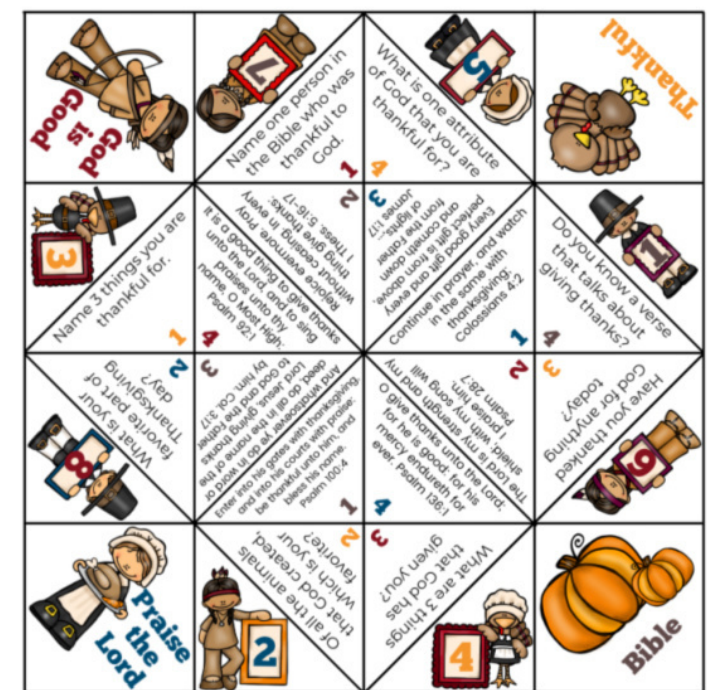 God
is
Good
7
Name one person in
the Bible who was
thankful to
God.
1
5
What is one attribute
of God that you are
thankful for?
4
Thankful
3
Name 3 things you are
thankful for.
1
2
Rejoice evermore. Pray
without ceasing. In every
thing give thanks:
1 Thess. 5:16-17
It is a good thing to give thanks
unto the Lord, and to sing
praises unto thy
name O Most High:
Psalm 92:1
4
3
Every good gift and every
perfect gift is from above,
and cometh down
from the Father
of lights...
James 1:17
Continue in prayer, and watch
in the same with
thanksgiving;
Colossians 4:2
1
1
Do you know a verse
that talks about
giving thanks?
4
2
What is your
favorite part of
Thanksgiving
day?
8
3
And whatsoever ye do in word or
deed, do all in the name of the
Lord Jesus, giving thanks
to God and the Father
by him. Col. 3:17
Enter into his gates with thanksgiving,
and into his courts with praise:
be thankful unto him, and
bless his name.
Psalm 100:4
1
2
The Lord is my strength and my
shield; with my song will
I praise him.
Psalm 28:7
O give thanks unto the Lord;
for he is good: for his
mercy endureth for
ever. Psalm 136:1
4
3
Have you thanked
God for anything
today?
6
Praise
the
Lord
2
Of all the animals
that God created,
which is your
favorite?
2
3
What are 3 things
that God has
given you?
4
Bible